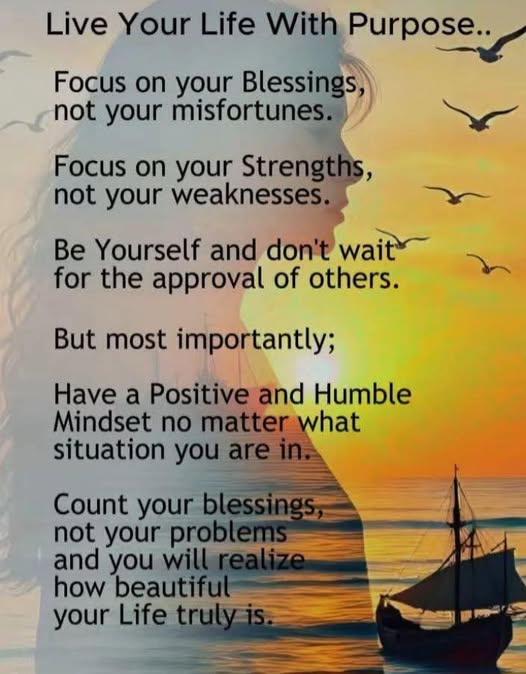 Live Your Life With Purpose..
Focus on your Blessings,
not your misfortunes.
Focus on your Strengths,
not your weaknesses.
Be Yourself and don't wait
for the approval of others.
But most importantly;
Have a Positive and Humble
Mindset no matter what
situation you are in.
Count your blessings,
not your problems
and you will realize
how beautiful
your Life truly is.